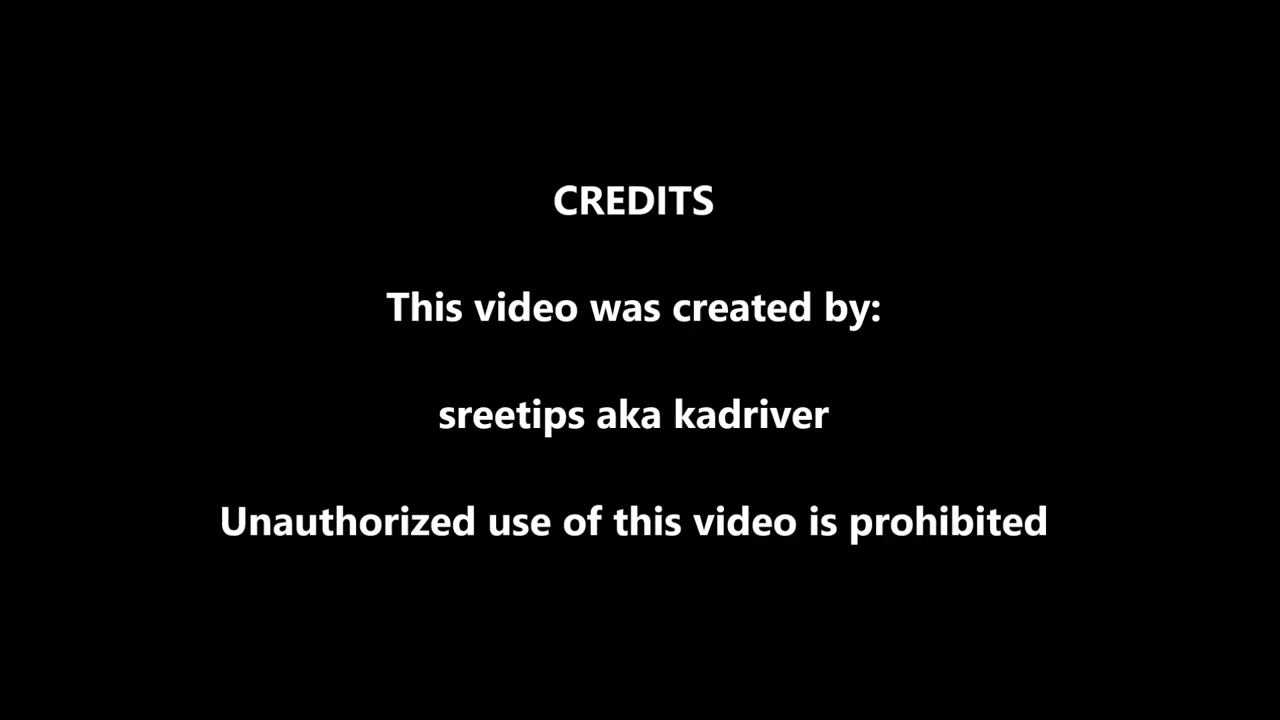 CREDITS
This video was created by:
sreetips aka kadriver
Unauthorized use of this video is prohibited